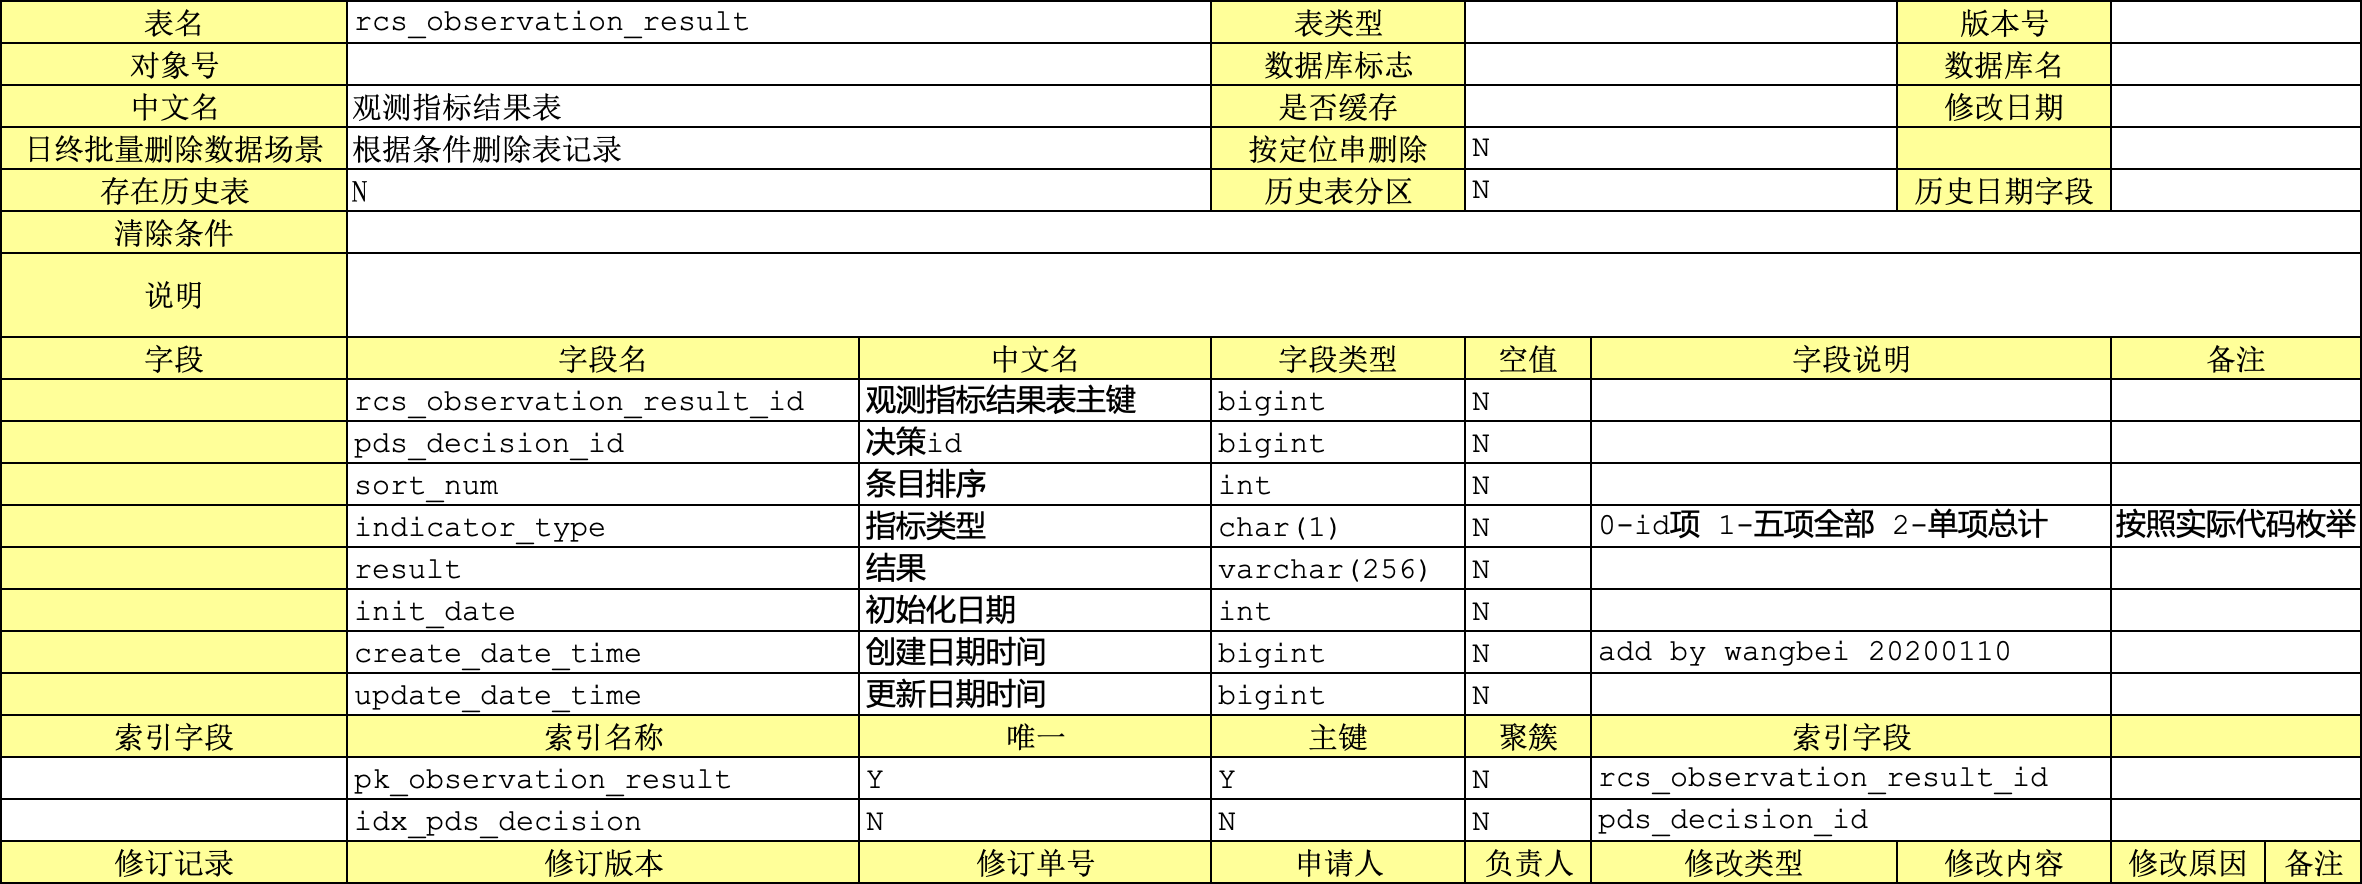 表名 rcs_observation_result 表类型 版本号
对象号 数据库标志 数据库名
中文名 观测指标结果表 是否缓存 修改日期
日终批量删除数据场景 根据条件删除表记录 按定位串删除 N
存在历史表 N 历史表分区 N 历史日期字段
清除条件
说明
字段 字段名 中文名 字段类型 空值 字段说明 备注
rcs_observation_result_id 观测指标结果表主键 bigint N
pds_decision_id 决策id bigint N
sort_num 条目排序 int N
indicator_type 指标类型 char(1) N 0-id项 1-五项全部 2-单项总计 按照实际代码枚举
result 结果 varchar(256) N
init_date 初始化日期 int N
create_date_time 创建日期时间 bigint N add by wangbei 20200110
update_date_time 更新日期时间 bigint N
索引字段 索引名称 唯一 主键 聚簇 索引字段
pk_observation_result Y Y N rcs_observation_result_id
idx_pds_decision N N N pds_decision_id
修订记录 修订版本 修订单号 申请人 负责人 修改类型 修改内容 修改原因 备注